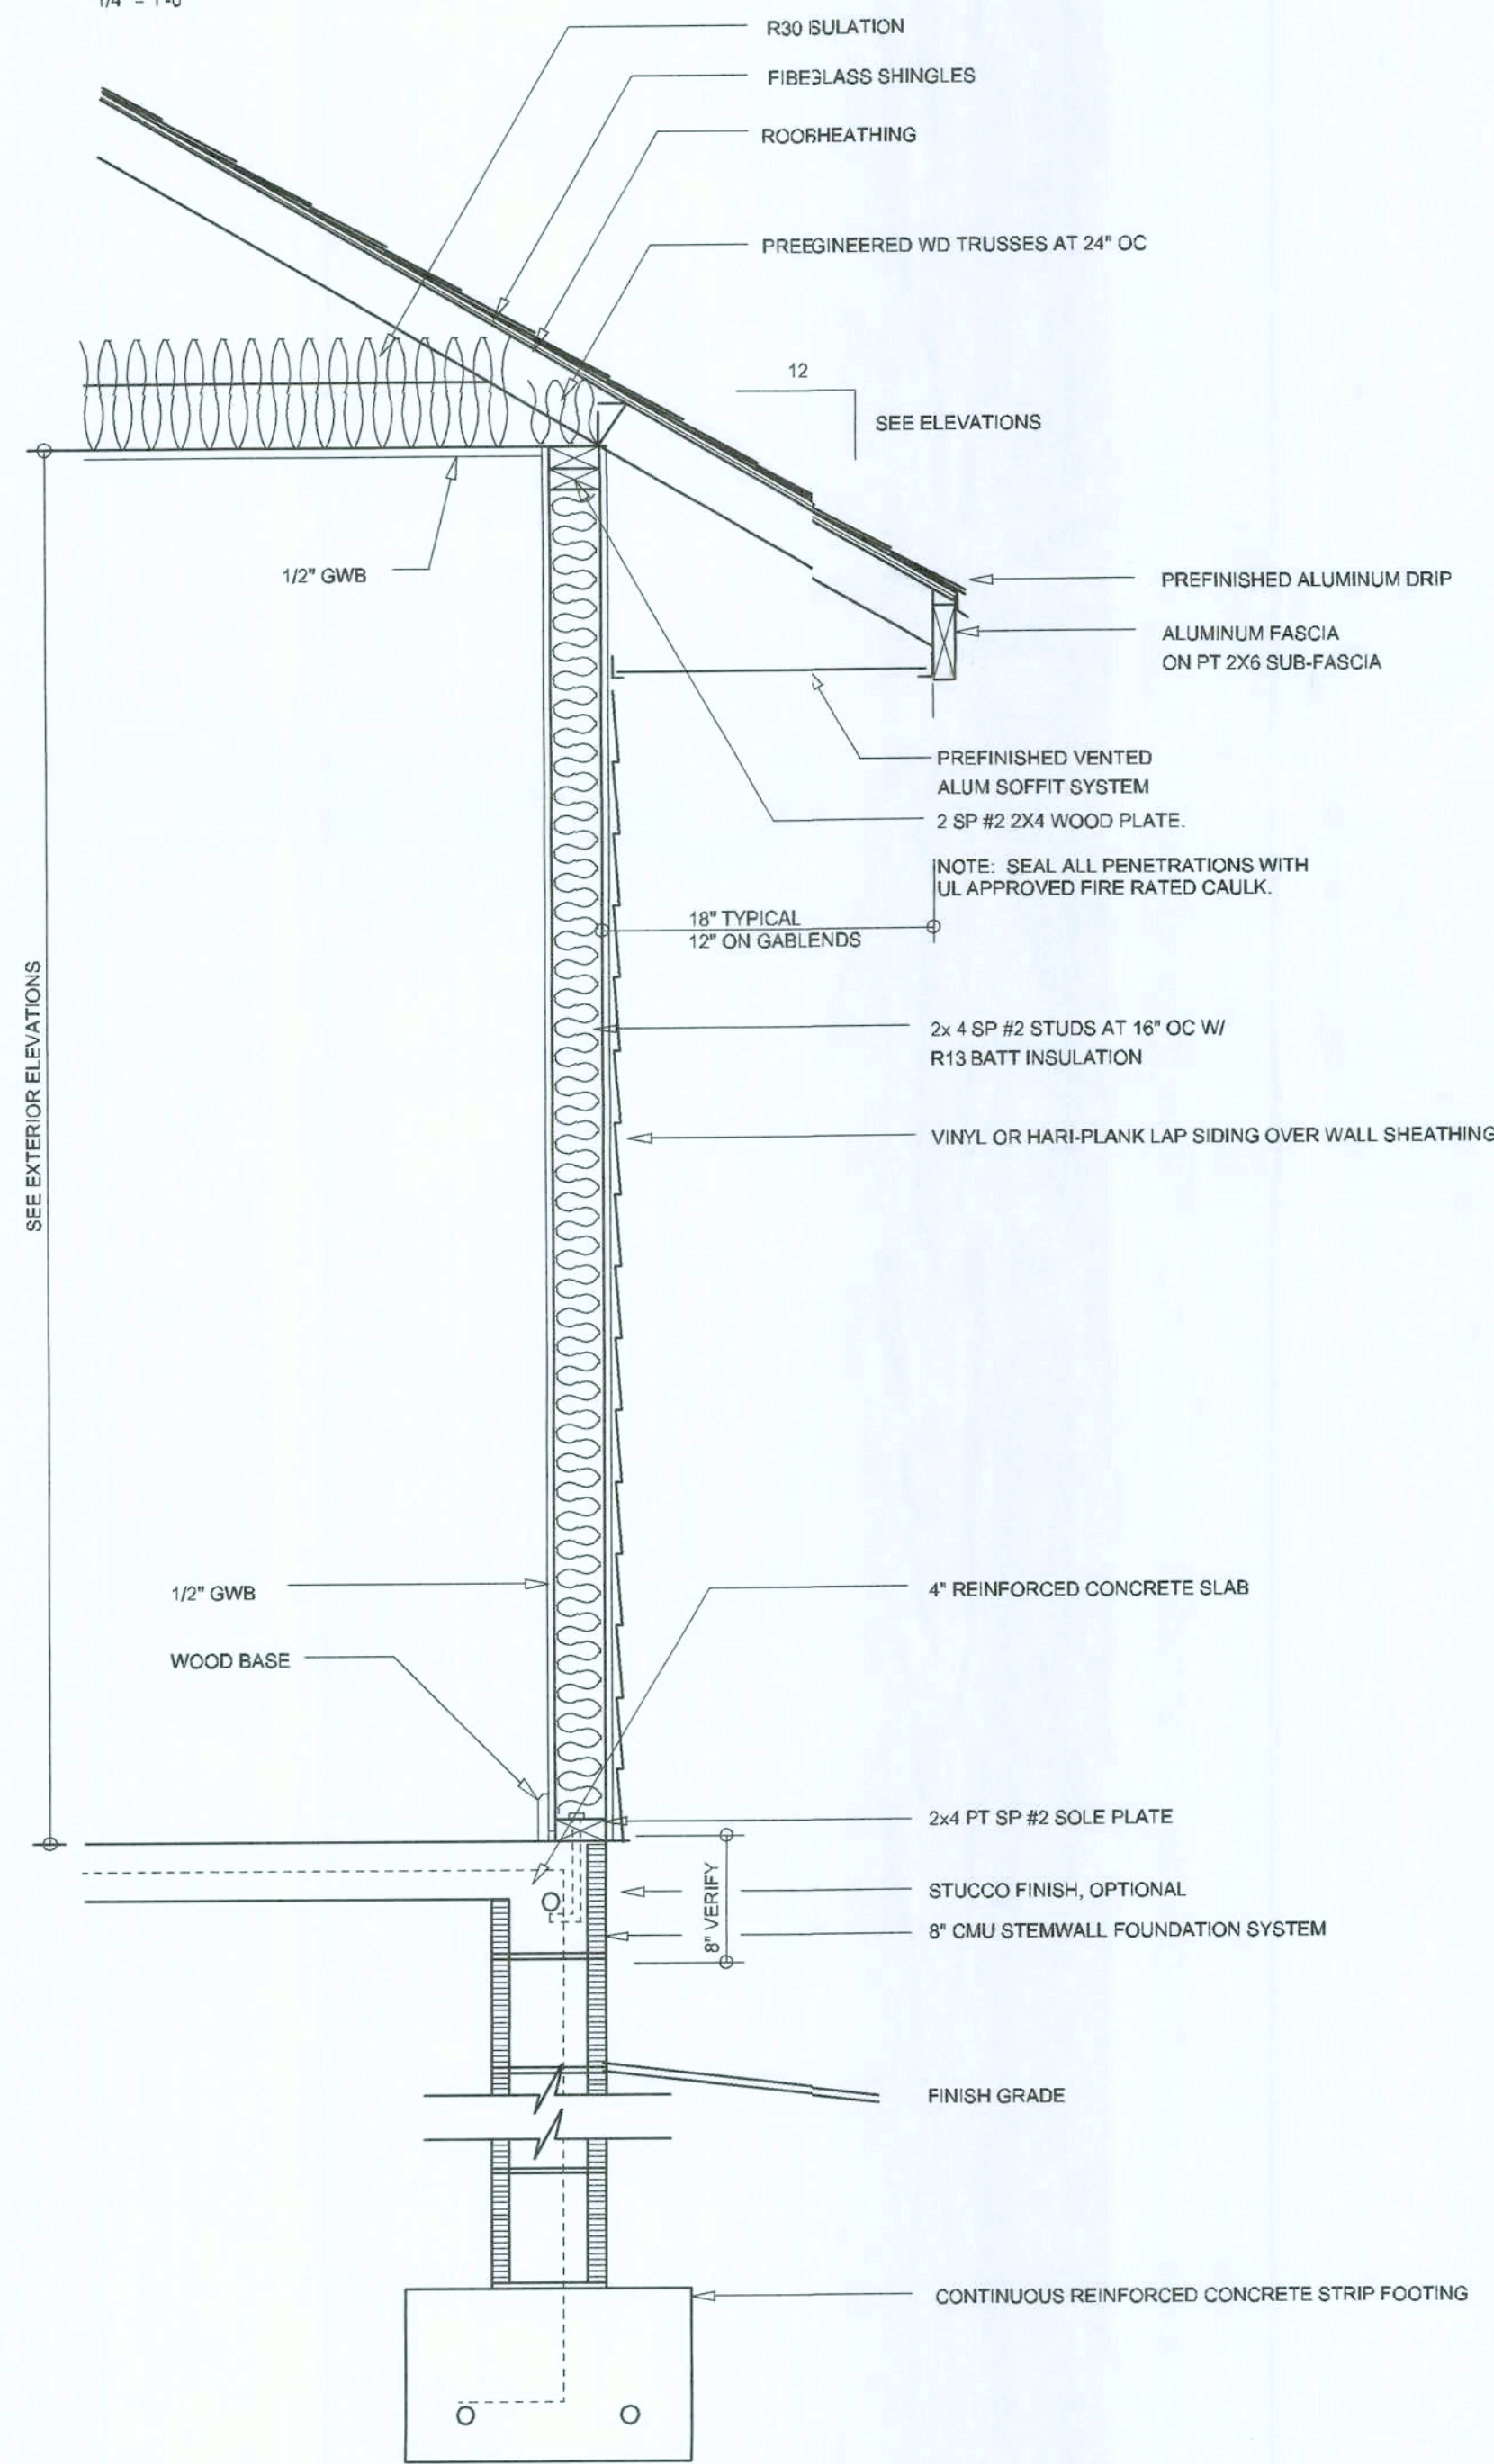 R30 ISULATION
FIBEGLASS SHINGLES
ROOFSHEATHING
PREEGINEERED WD TRUSSES AT 24" OC
12
SEE ELEVATIONS
1/2" GWB
PREFINISHED ALUMINUM DRIP
ALUMINUM FASCIA
ON PT 2X6 SUB-FASCIA
PREFINISHED VENTED
ALUM SOFFIT SYSTEM
2 SP #2 2X4 WOOD PLATE.
NOTE: SEAL ALL PENETRATIONS WITH
UL APPROVED FIRE RATED CAULK.
18" TYPICAL
12" ON GABLENDS
SEE EXTERIOR ELEVATIONS
2x 4 SP #2 STUDS AT 16" OC W/
R13 BATT INSULATION
VINYL OR HARI-PLANK LAP SIDING OVER WALL SHEATHING
1/2" GWB
4" REINFORCED CONCRETE SLAB
WOOD BASE
2x4 PT SP #2 SOLE PLATE
8" VERIFY
STUCCO FINISH, OPTIONAL
8" CMU STEMWALL FOUNDATION SYSTEM
FINISH GRADE
CONTINUOUS REINFORCED CONCRETE STRIP FOOTING